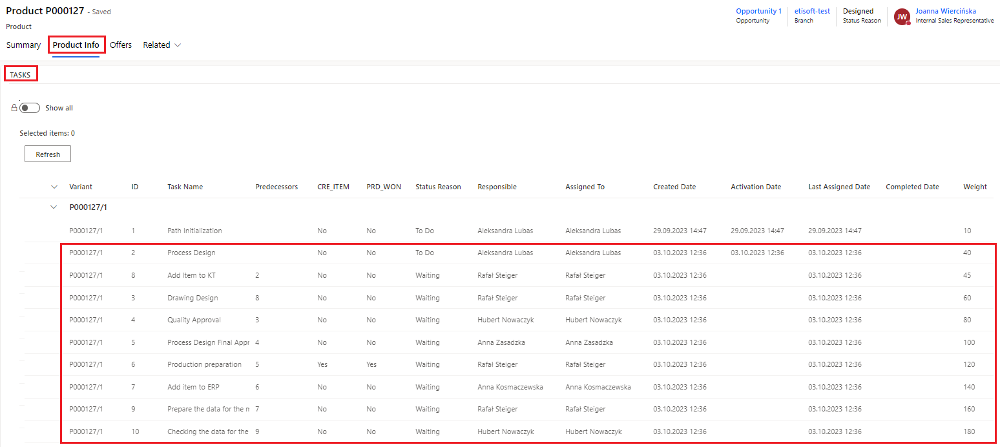 Product P000127 - Saved
Product
Opportunity 1
Opportunity
etisoft-test
Branch
Designed
Status Reason
JW
Joanna Wiercińska
Internal Sales Representative
Summary Product Info Offers Related
TASKS
Show all
Selected items: 0
Refresh
Variant ID Task Name Predecessors CRE_ITEM PRD_WON Status Reason Responsible Assigned To Created Date Activation Date Last Assigned Date Completed Date Weight
P000127/1
P000127/1 1 Path Initialization No No To Do Aleksandra Lubas Aleksandra Lubas 29.09.2023 14:47 29.09.2023 14:47 29.09.2023 14:47 10
P000127/1 2 Process Design No No To Do Aleksandra Lubas Aleksandra Lubas 03.10.2023 12:36 03.10.2023 12:36 03.10.2023 12:36 40
P000127/1 8 Add Item to KT 2 No No Waiting Rafał Steiger Rafał Steiger 03.10.2023 12:36 03.10.2023 12:36 45
P000127/1 3 Drawing Design 8 No No Waiting Rafał Steiger Rafał Steiger 03.10.2023 12:36 03.10.2023 12:36 60
P000127/1 4 Quality Approval 3 No No Waiting Hubert Nowaczyk Hubert Nowaczyk 03.10.2023 12:36 03.10.2023 12:36 80
P000127/1 5 Process Design Final Appr 4 No No Waiting Anna Zasadzka Anna Zasadzka 03.10.2023 12:36 03.10.2023 12:36 100
P000127/1 6 Production preparation 5 Yes Yes Waiting Rafał Steiger Rafał Steiger 03.10.2023 12:36 03.10.2023 12:36 120
P000127/1 7 Add item to ERP 6 No No Waiting Anna Kosmaczewska Anna Kosmaczewska 03.10.2023 12:36 03.10.2023 12:36 140
P000127/1 9 Prepare the data for the m 7 No No Waiting Rafał Steiger Rafał Steiger 03.10.2023 12:36 03.10.2023 12:36 160
P000127/1 10 Checking the data for the 9 No No Waiting Hubert Nowaczyk Hubert Nowaczyk 03.10.2023 12:36 03.10.2023 12:36 180